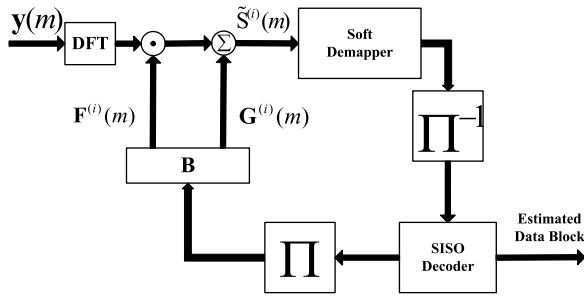 y(m)
DFT
•
Σ
S̃⁽ⁱ⁾(m)
Soft
Demapper
F⁽ⁱ⁾(m)
G⁽ⁱ⁾(m)
∏⁻¹
B
∏
SISO
Decoder
Estimated
Data Block